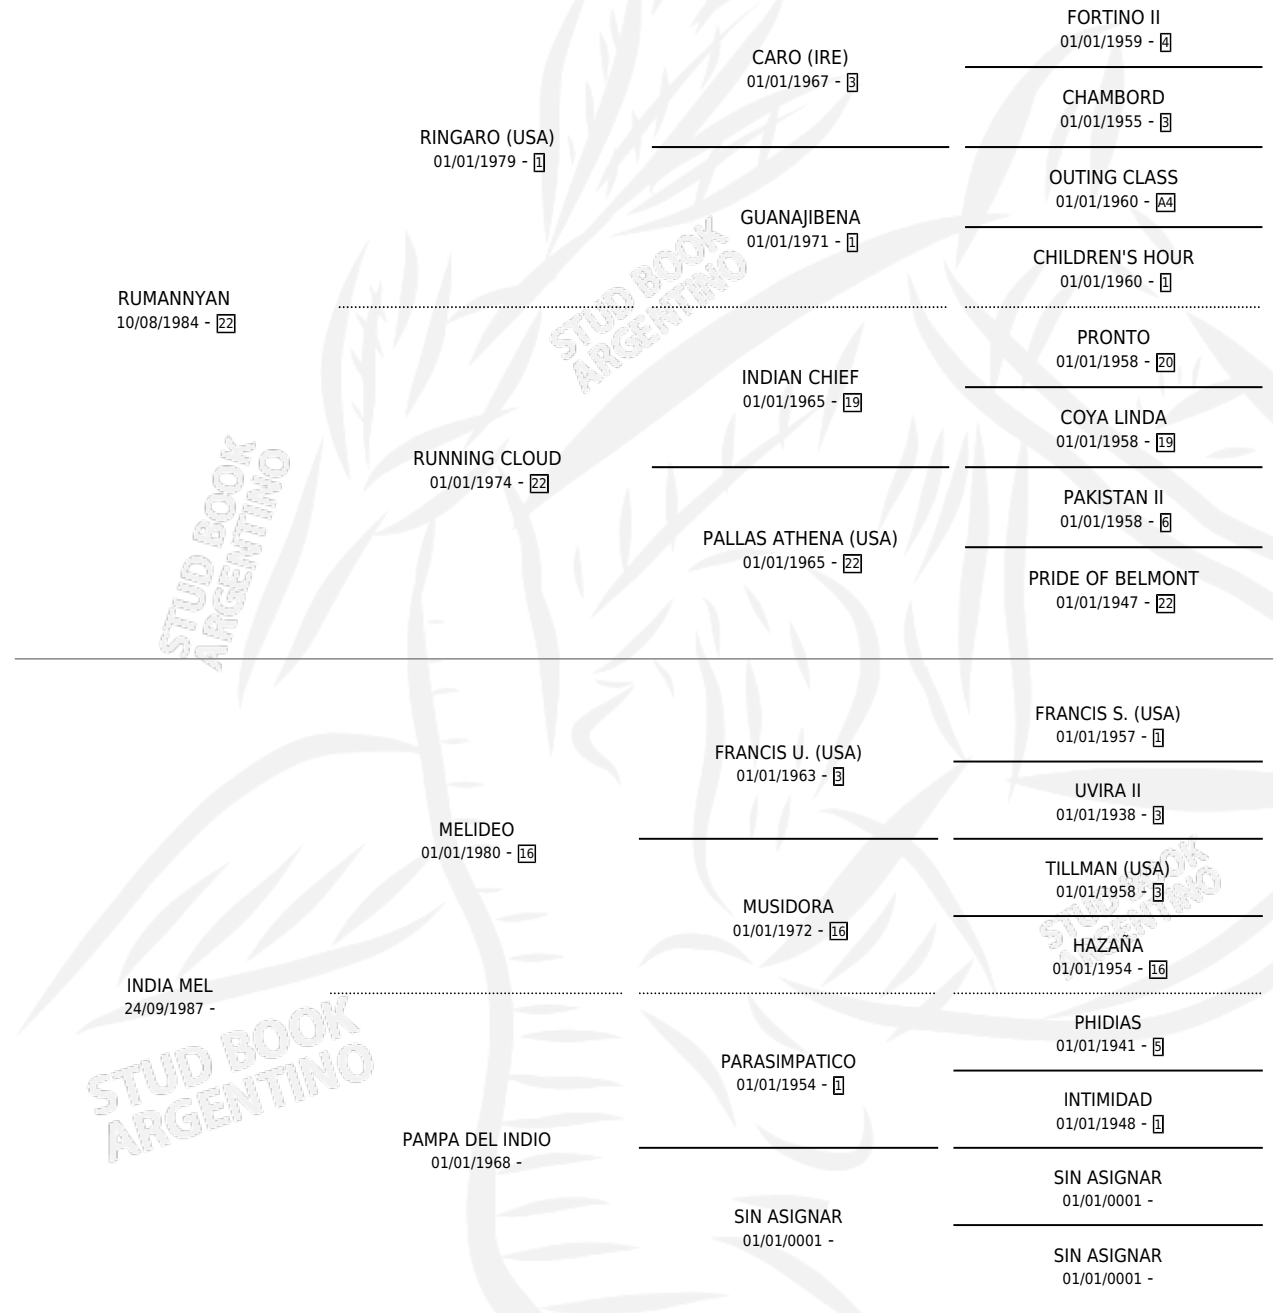 FORTINO II
01/01/1959 - 4
CARO (IRE)
01/01/1967 - 3
CHAMBORD
01/01/1955 - 3
RINGARO (USA)
01/01/1979 - 1
OUTING CLASS
01/01/1960 - A4
GUANAJIBENA
01/01/1971 - 1
CHILDREN'S HOUR
01/01/1960 - 1
RUMANNYAN
10/08/1984 - 22
PRONTO
01/01/1958 - 20
INDIAN CHIEF
01/01/1965 - 19
COYA LINDA
01/01/1958 - 19
RUNNING CLOUD
01/01/1974 - 22
PAKISTAN II
01/01/1958 - 6
PALLAS ATHENA (USA)
01/01/1965 - 22
PRIDE OF BELMONT
01/01/1947 - 22
FRANCIS S. (USA)
01/01/1957 - 1
FRANCIS U. (USA)
01/01/1963 - 3
UVIRA II
01/01/1938 - 3
MELIDEO
01/01/1980 - 16
TILLMAN (USA)
01/01/1958 - 3
MUSIDORA
01/01/1972 - 16
HAZAÑA
01/01/1954 - 16
INDIA MEL
24/09/1987 -
PHIDIAS
01/01/1941 - 5
PARASIMPATICO
01/01/1954 - 1
INTIMIDAD
01/01/1948 - 1
PAMPA DEL INDIO
01/01/1968 -
SIN ASIGNAR
01/01/0001 -
SIN ASIGNAR
01/01/0001 -
SIN ASIGNAR
01/01/0001 -
STUD BOOK
ARGENTINO
STUD BOOK
ARGENTINO
STUD BOOK
ARGENTINO
STUD BOOK
ARGENTINO